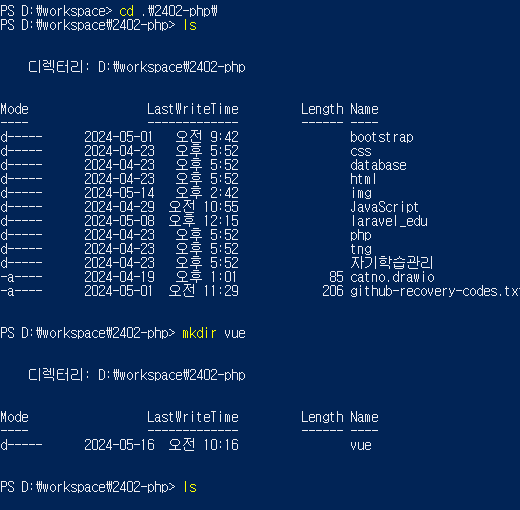 PS D:₩workspace> cd .₩2402-php₩
PS D:₩workspace₩2402-php> ls
디렉터리: D:₩workspace₩2402-php
Mode LastWriteTime Length Name
---- ------------- ------ ----
d----- 2024-05-01 오전 9:42 bootstrap
d----- 2024-04-23 오후 5:52 css
d----- 2024-04-23 오후 5:52 database
d----- 2024-04-23 오후 5:52 html
d----- 2024-05-14 오후 2:42 img
d----- 2024-04-29 오전 10:55 JavaScript
d----- 2024-05-08 오후 12:15 laravel_edu
d----- 2024-04-23 오후 5:52 php
d----- 2024-04-23 오후 5:52 tng
d----- 2024-04-23 오후 5:52 자기학습관리
-a---- 2024-04-19 오후 1:01 85 catno.drawio
-a---- 2024-05-01 오전 11:29 206 github-recovery-codes.txt
PS D:₩workspace₩2402-php> mkdir vue
디렉터리: D:₩workspace₩2402-php
Mode LastWriteTime Length Name
---- ------------- ------ ----
d----- 2024-05-16 오전 10:16 vue
PS D:₩workspace₩2402-php> ls